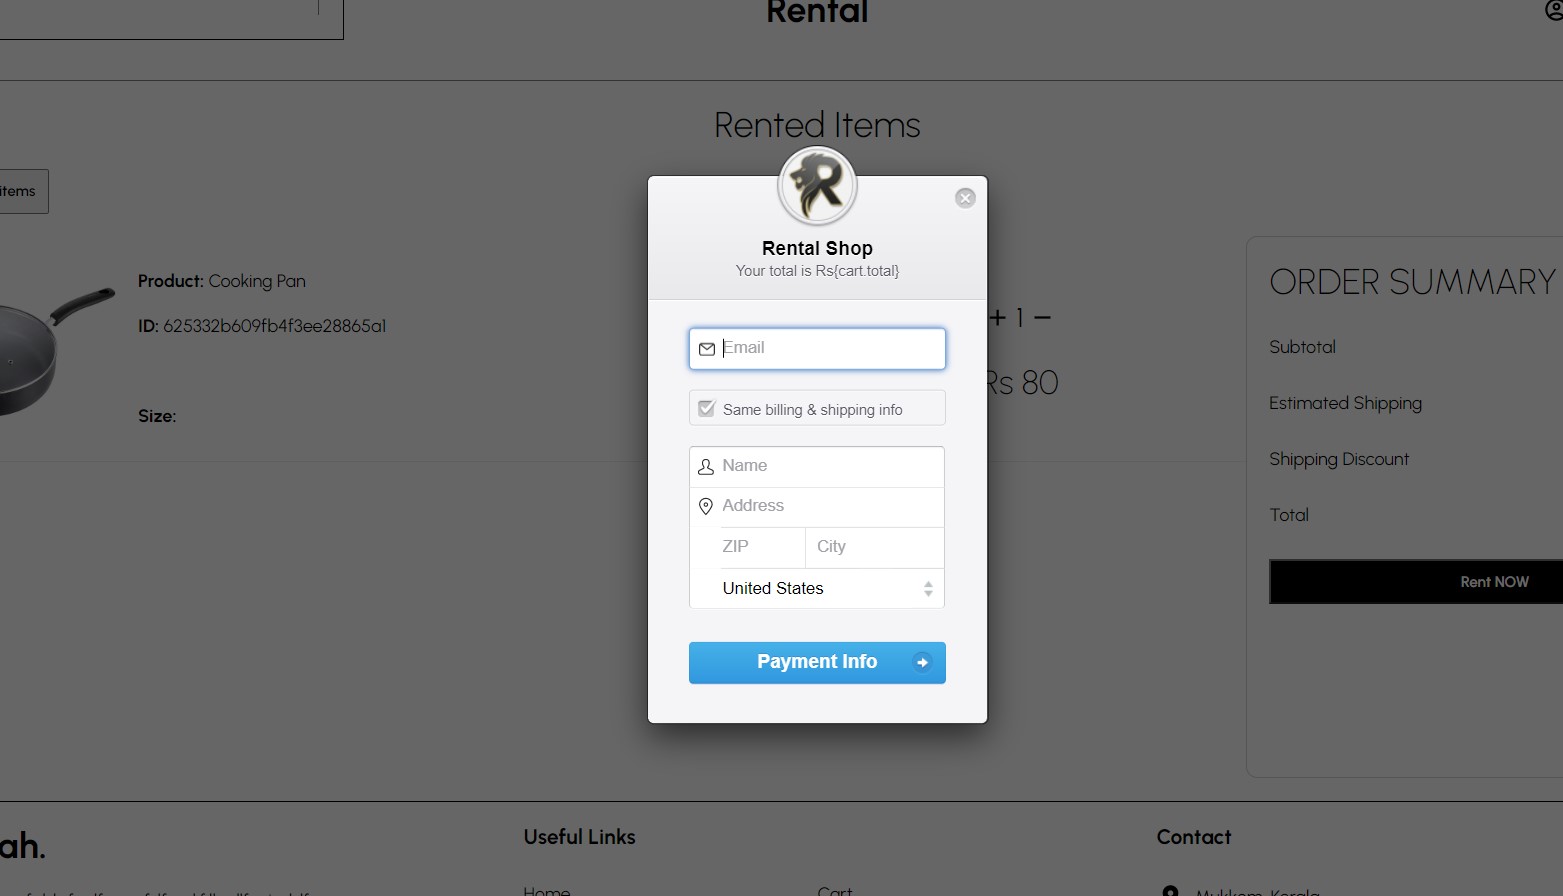 Rental
Rented Items
items
Product: Cooking Pan
ID: 625332b609fb4f3ee28865a1
Size:
R
Rental Shop
Your total is Rs{cart.total}
Email
Same billing & shipping info
Name
Address
ZIP City
United States
Payment Info
+ 1 −
Rs 80
ORDER SUMMARY
Subtotal
Estimated Shipping
Shipping Discount
Total
Rent NOW
ah.
Useful Links
Home
Cart
Contact
Mukkom, Kerala